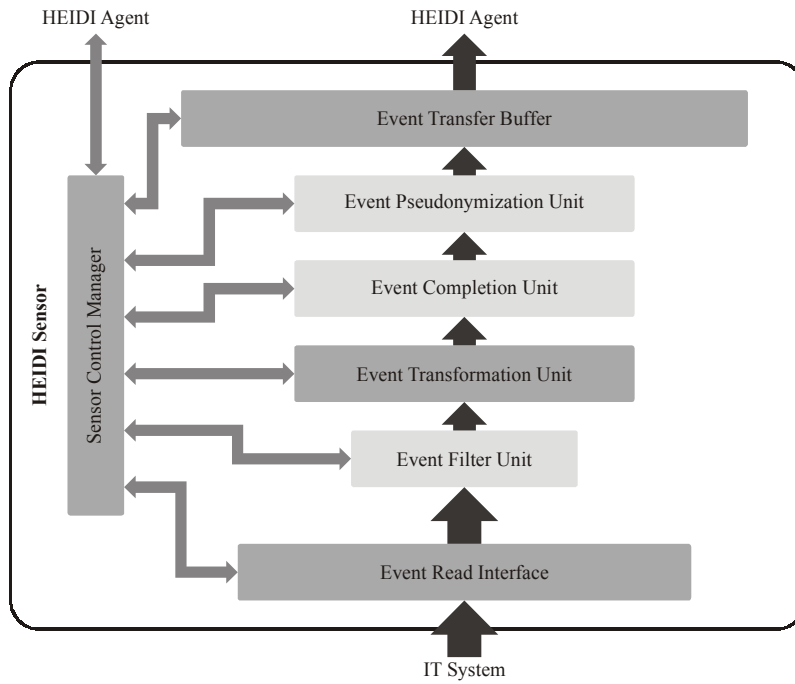 HEIDI Agent
HEIDI Agent
Event Transfer Buffer
Event Pseudonymization Unit
Event Completion Unit
Event Transformation Unit
Event Filter Unit
Event Read Interface
HEIDI Sensor
Sensor Control Manager
IT System